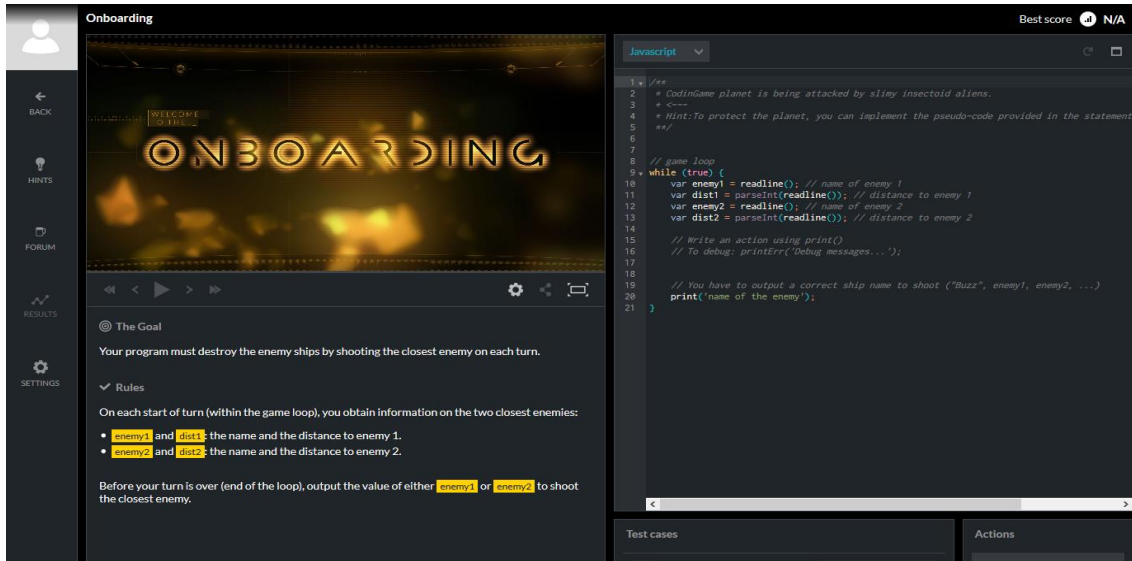 Onboarding
Best score N/A
BACK
HINTS
FORUM
RESULTS
SETTINGS
WELCOME
TO THE _
ONBOARDING
The Goal
Your program must destroy the enemy ships by shooting the closest enemy on each turn.
Rules
On each start of turn (within the game loop), you obtain information on the two closest enemies:
• enemy1 and dist1: the name and the distance to enemy 1.
• enemy2 and dist2: the name and the distance to enemy 2.
Before your turn is over (end of the loop), output the value of either enemy1 or enemy2 to shoot
the closest enemy.
Javascript
1 /**
2 * CodinGame planet is being attacked by slimy insectoid aliens.
3 * <---
4 * Hint:To protect the planet, you can implement the pseudo-code provided in the statement
5 **/
6
7
8 // game loop
9 while (true) {
10 var enemy1 = readline(); // name of enemy 1
11 var dist1 = parseInt(readline()); // distance to enemy 1
12 var enemy2 = readline(); // name of enemy 2
13 var dist2 = parseInt(readline()); // distance to enemy 2
14
15 // Write an action using print()
16 // To debug: printErr('Debug messages...');
17
18
19 // You have to output a correct ship name to shoot ("Buzz", enemy1, enemy2, ...)
20 print('name of the enemy');
21 }
Test cases
Actions